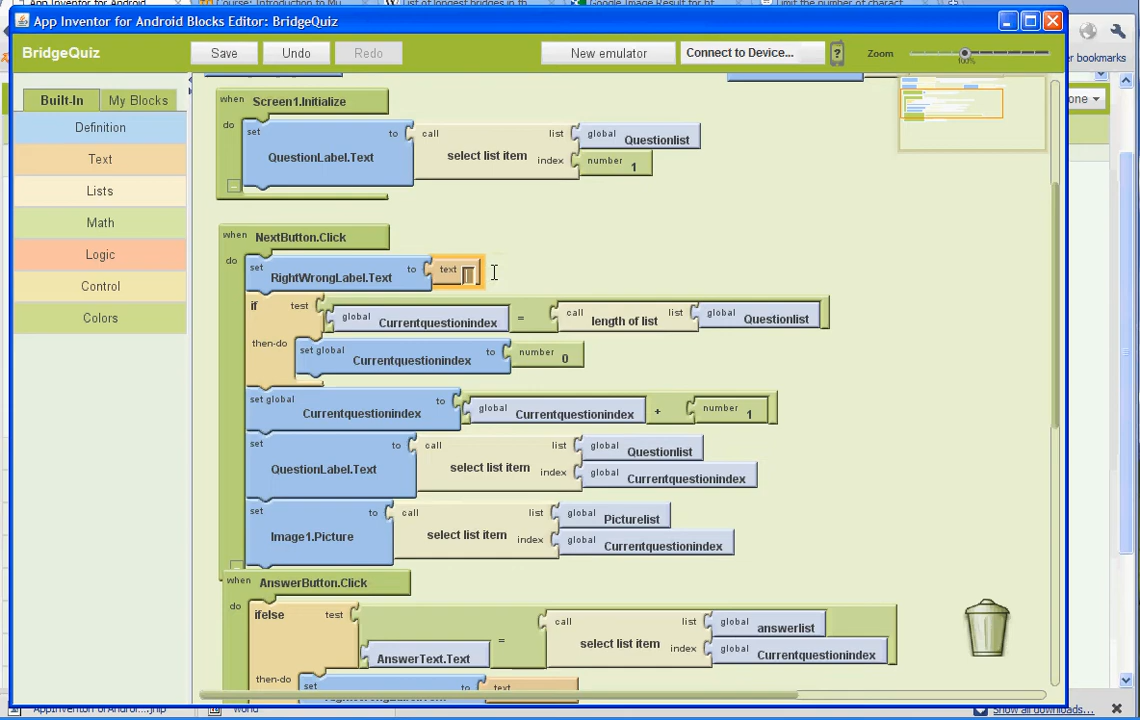 App Inventor for Android Blocks Editor: BridgeQuiz
BridgeQuiz
Save
Undo
Redo
New emulator
Connect to Device...
Zoom
100%
er bookmarks
one
Built-In
My Blocks
Definition
Text
Lists
Math
Logic
Control
Colors
when Screen1.Initialize
do set QuestionLabel.Text to call select list item list global Questionlist
index number 1
when NextButton.Click
do set RightWrongLabel.Text to text
if test global Currentquestionindex = call length of list list global Questionlist
then-do set global Currentquestionindex to number 0
set global Currentquestionindex to global Currentquestionindex + number 1
set QuestionLabel.Text to call select list item list global Questionlist
index global Currentquestionindex
set Image1.Picture to call select list item list global Picturelist
index global Currentquestionindex
when AnswerButton.Click
do ifelse test AnswerText.Text = call select list item list global answerlist
index global Currentquestionindex
then-do set to text
Show all downloads...